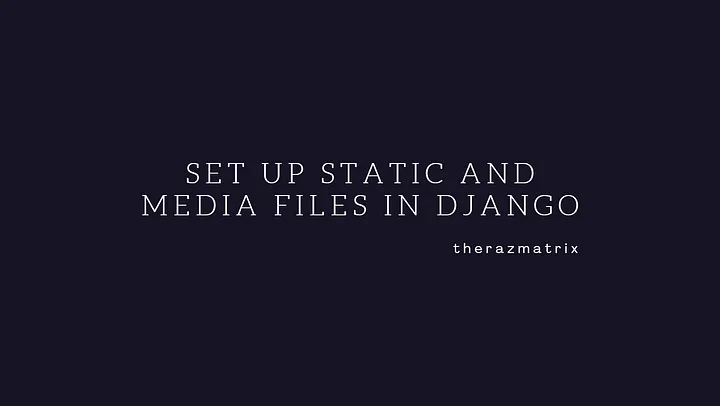 SET UP STATIC AND
MEDIA FILES IN DJANGO
therazmatrix